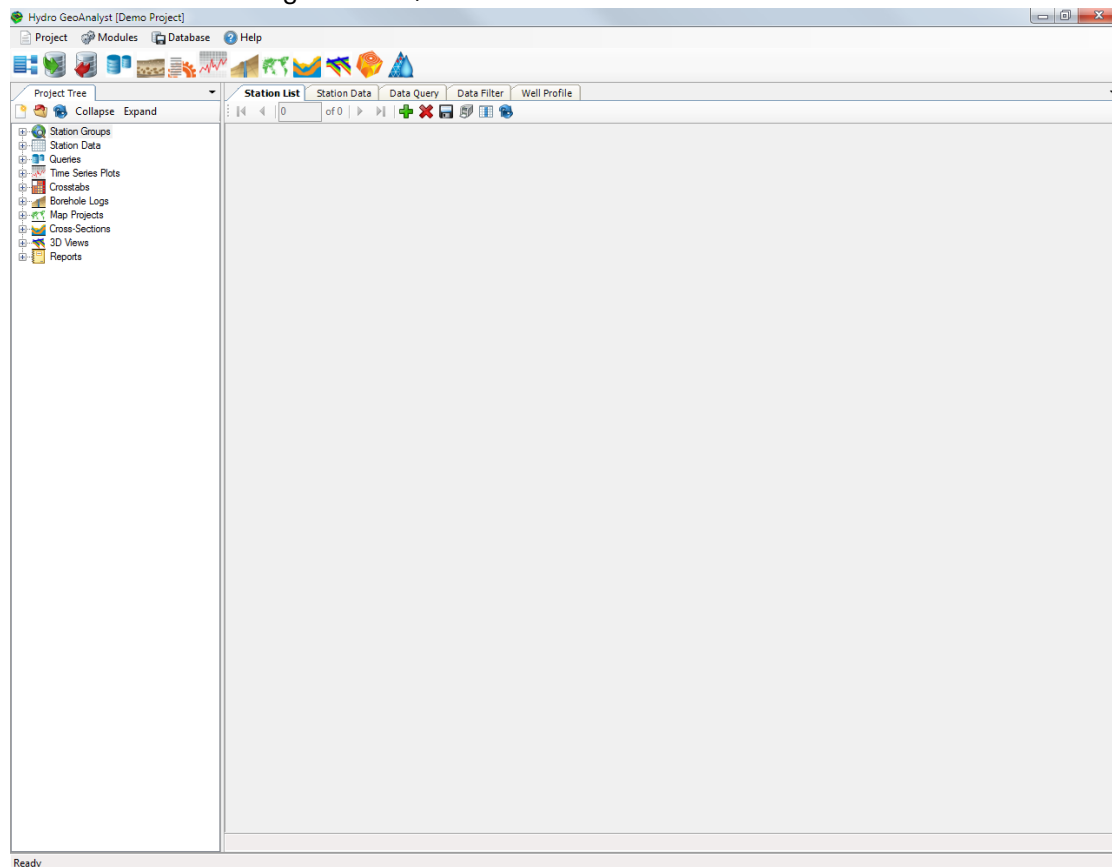 Hydro GeoAnalyst [Demo Project]
Project Modules Database Help
Project Tree
Station List Station Data Data Query Data Filter Well Profile
Collapse Expand
0 of 0
Station Groups
Station Data
Queries
Time Series Plots
Crosstabs
Borehole Logs
Map Projects
Cross-Sections
3D Views
Reports
Ready